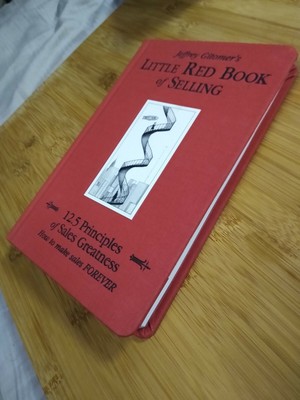 Jeffrey Gitomer's
LITTLE RED BOOK
of SELLING
12.5 Principles
of Sales Greatness
How to make sales FOREVER